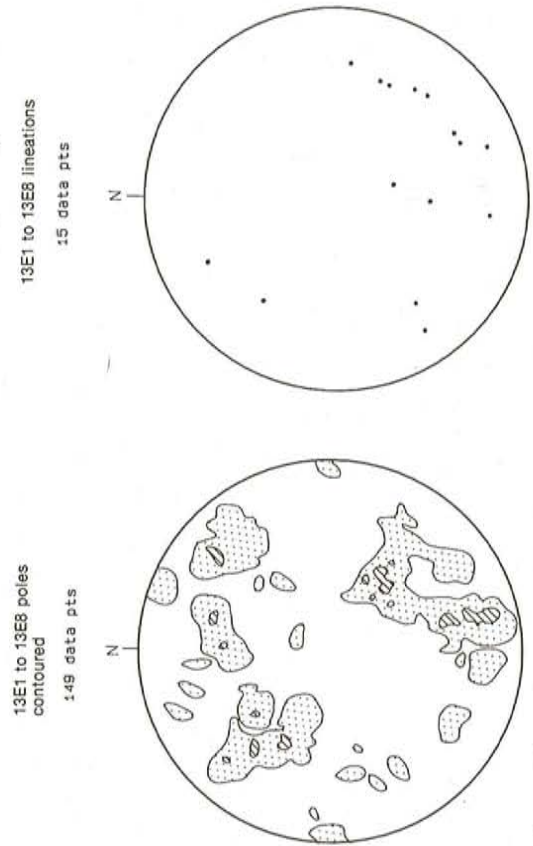 13E1 to 13E8 poles
contoured
149 data pts
N
13E1 to 13E8 lineations
15 data pts
N